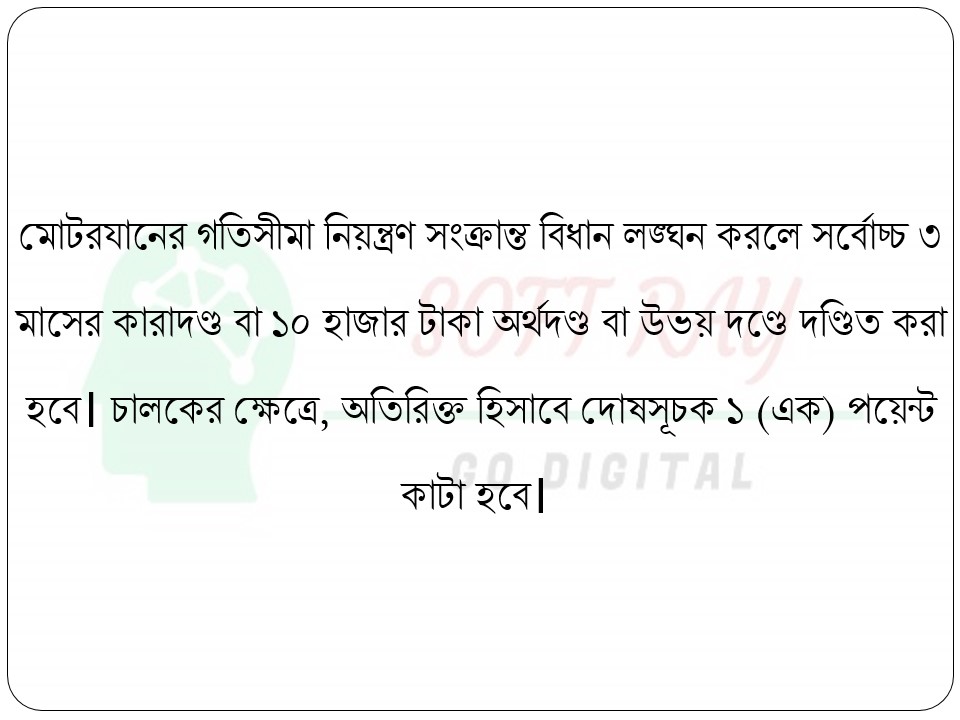 মোটরযানের গতিসীমা নিয়ন্ত্রণ সংক্রান্ত বিধান লঙ্ঘন করলে সর্বোচ্চ ৩
মাসের কারাদণ্ড বা ১০ হাজার টাকা অর্থদণ্ড বা উভয় দণ্ডে দণ্ডিত করা
হবে। চালকের ক্ষেত্রে, অতিরিক্ত হিসাবে দোষসূচক ১ (এক) পয়েন্ট
কাটা হবে।
SOFT RAY
GO DIGITAL